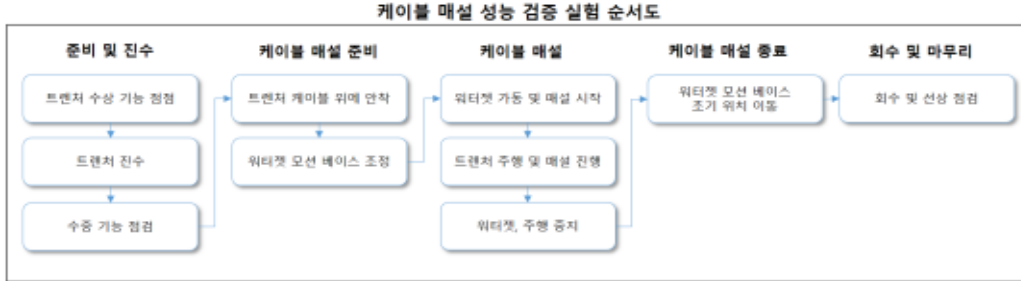 케이블 매설 성능 검증 실험 순서도
준비 및 진수
트렌처 수상 기능 점점
트렌처 진수
수중 기능 점검
케이블 매설 준비
트렌처 케이블 위에 안착
워터젯 모션 베이스 조정
케이블 매설
워터젯 가동 및 매설 시작
트렌처 주행 및 매설 진행
워터젯, 주행 중지
케이블 매설 종료
워터젯 모션 베이스
초기 위치 이동
회수 및 마무리
회수 및 선상 점검